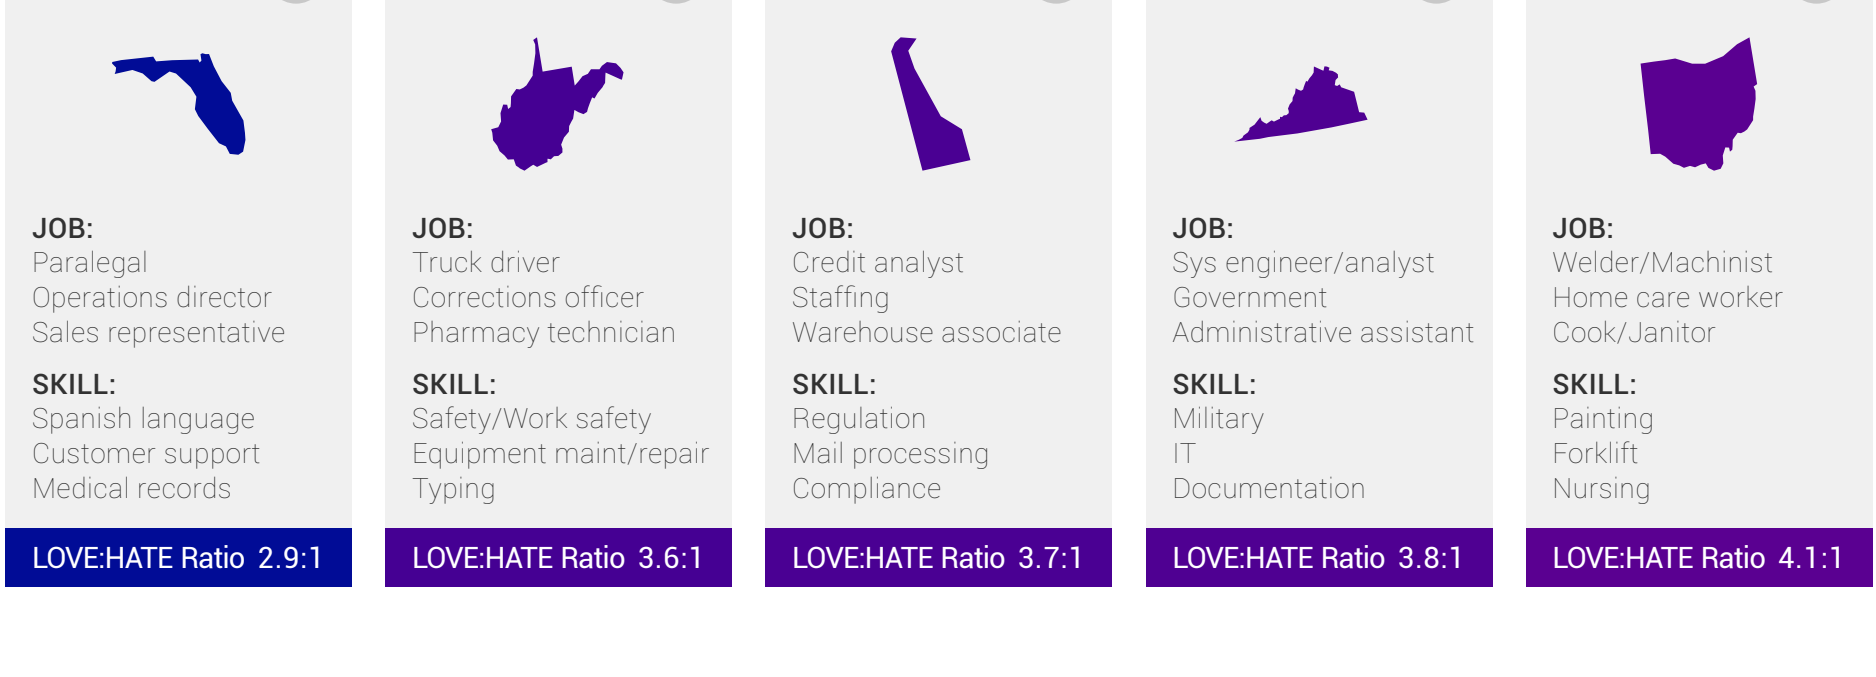 JOB:
Paralegal
Operations director
Sales representative
SKILL:
Spanish language
Customer support
Medical records
LOVE:HATE Ratio 2.9:1
JOB:
Truck driver
Corrections officer
Pharmacy technician
SKILL:
Safety/Work safety
Equipment maint/repair
Typing
LOVE:HATE Ratio 3.6:1
JOB:
Credit analyst
Staffing
Warehouse associate
SKILL:
Regulation
Mail processing
Compliance
LOVE:HATE Ratio 3.7:1
JOB:
Sys engineer/analyst
Government
Administrative assistant
SKILL:
Military
IT
Documentation
LOVE:HATE Ratio 3.8:1
JOB:
Welder/Machinist
Home care worker
Cook/Janitor
SKILL:
Painting
Forklift
Nursing
LOVE:HATE Ratio 4.1:1